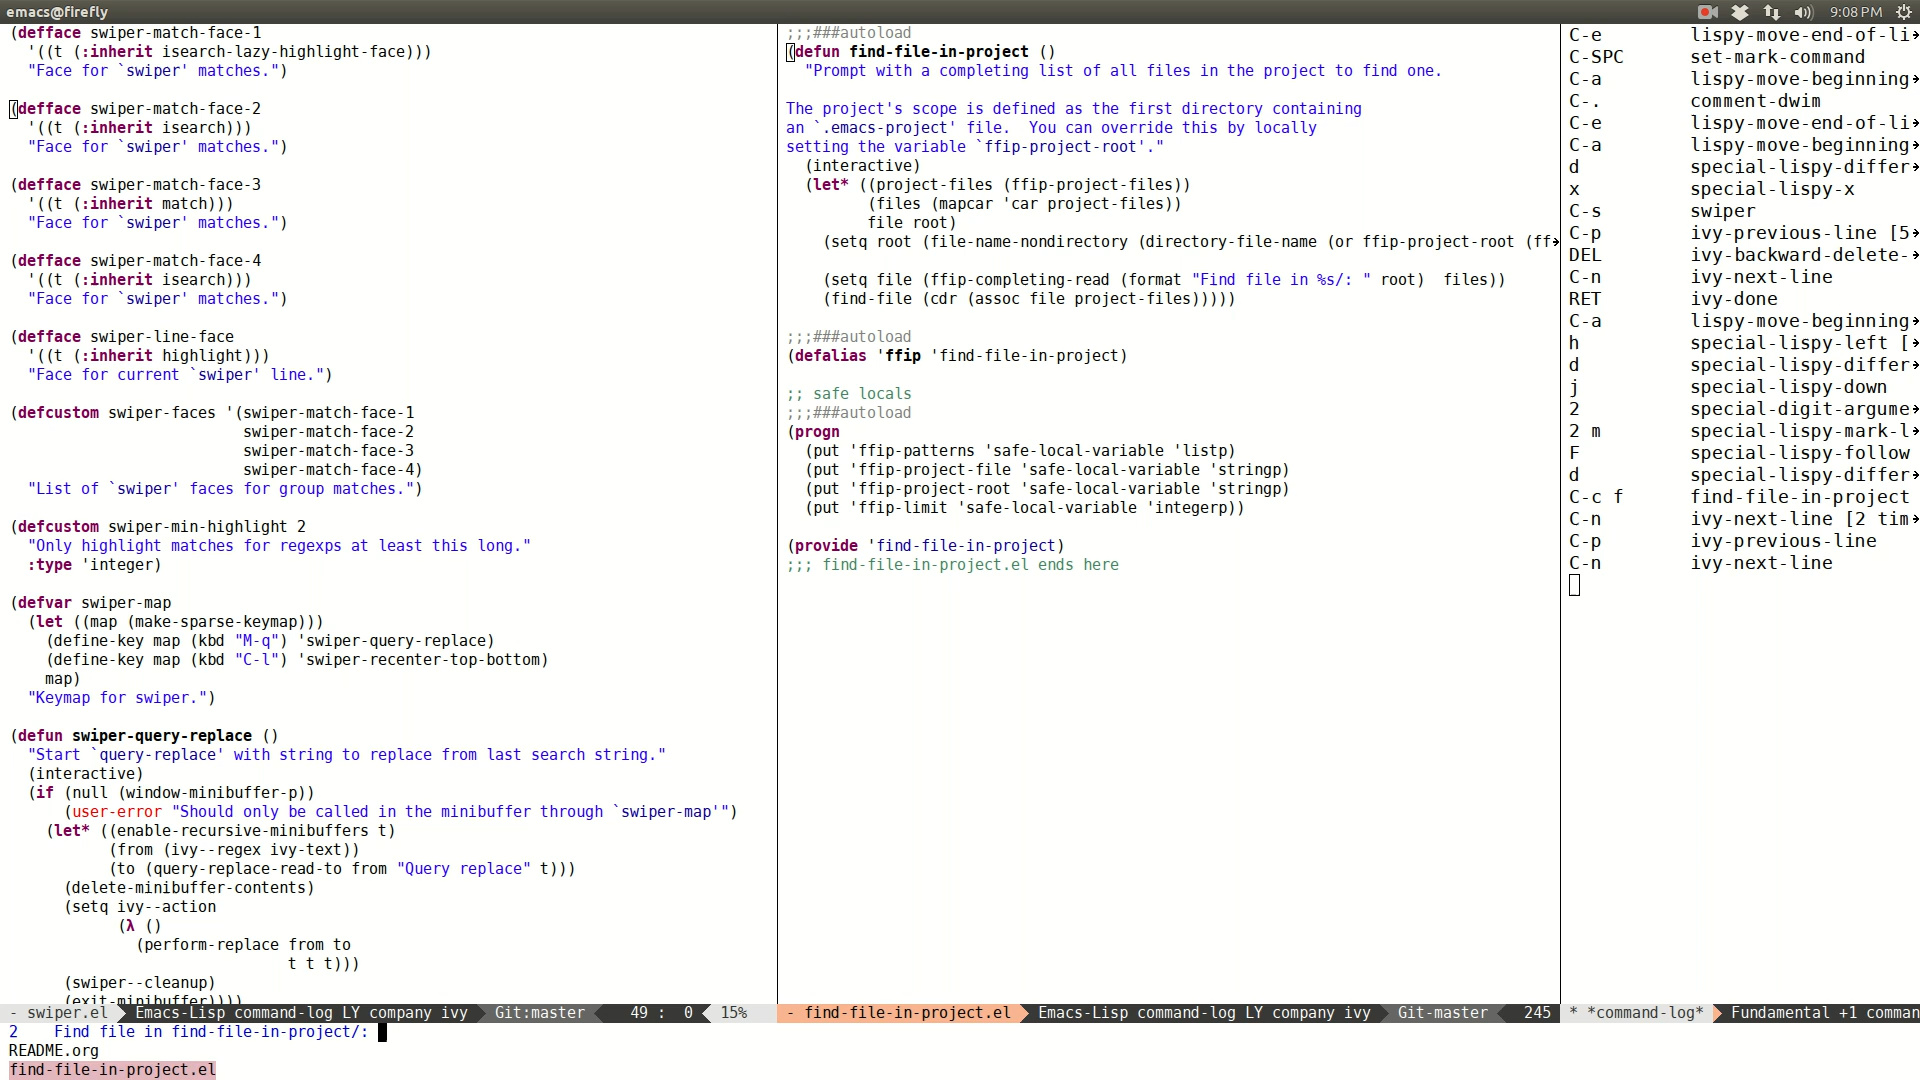 emacs@firefly
9:08 PM
(defface swiper-match-face-1
  '((t (:inherit isearch-lazy-highlight-face)))
  "Face for `swiper' matches.")

(defface swiper-match-face-2
  '((t (:inherit isearch)))
  "Face for `swiper' matches.")

(defface swiper-match-face-3
  '((t (:inherit match)))
  "Face for `swiper' matches.")

(defface swiper-match-face-4
  '((t (:inherit isearch)))
  "Face for `swiper' matches.")

(defface swiper-line-face
  '((t (:inherit highlight)))
  "Face for current `swiper' line.")

(defcustom swiper-faces '(swiper-match-face-1
                          swiper-match-face-2
                          swiper-match-face-3
                          swiper-match-face-4)
  "List of `swiper' faces for group matches.")

(defcustom swiper-min-highlight 2
  "Only highlight matches for regexps at least this long."
  :type 'integer)

(defvar swiper-map
  (let ((map (make-sparse-keymap)))
    (define-key map (kbd "M-q") 'swiper-query-replace)
    (define-key map (kbd "C-l") 'swiper-recenter-top-bottom)
    map)
  "Keymap for swiper.")

(defun swiper-query-replace ()
  "Start `query-replace' with string to replace from last search string."
  (interactive)
  (if (null (window-minibuffer-p))
      (user-error "Should only be called in the minibuffer through `swiper-map'")
    (let* ((enable-recursive-minibuffers t)
           (from (ivy--regex ivy-text))
           (to (query-replace-read-to from "Query replace" t)))
      (delete-minibuffer-contents)
      (setq ivy--action
            (λ ()
              (perform-replace from to
                               t t t)))
      (swiper--cleanup)
      (exit-minibuffer))))
- swiper.el Emacs-Lisp command-log LY company ivy Git:master 49 : 0 15%
;;;###autoload
(defun find-file-in-project ()
  "Prompt with a completing list of all files in the project to find one.

The project's scope is defined as the first directory containing
an `.emacs-project' file.  You can override this by locally
setting the variable `ffip-project-root'."
  (interactive)
  (let* ((project-files (ffip-project-files))
         (files (mapcar 'car project-files))
         file root)
    (setq root (file-name-nondirectory (directory-file-name (or ffip-project-root (ff→

    (setq file (ffip-completing-read (format "Find file in %s/: " root)  files))
    (find-file (cdr (assoc file project-files)))))

;;;###autoload
(defalias 'ffip 'find-file-in-project)

;; safe locals
;;;###autoload
(progn
  (put 'ffip-patterns 'safe-local-variable 'listp)
  (put 'ffip-project-file 'safe-local-variable 'stringp)
  (put 'ffip-project-root 'safe-local-variable 'stringp)
  (put 'ffip-limit 'safe-local-variable 'integerp))

(provide 'find-file-in-project)
;;; find-file-in-project.el ends here
- find-file-in-project.el Emacs-Lisp command-log LY company ivy Git-master 245
C-e lispy-move-end-of-li→
C-SPC set-mark-command
C-a lispy-move-beginning→
C-. comment-dwim
C-e lispy-move-end-of-li→
C-a lispy-move-beginning→
d special-lispy-differ→
x special-lispy-x
C-s swiper
C-p ivy-previous-line [5→
DEL ivy-backward-delete-→
C-n ivy-next-line
RET ivy-done
C-a lispy-move-beginning→
h special-lispy-left [→
d special-lispy-differ→
j special-lispy-down
2 special-digit-argume→
2 m special-lispy-mark-l→
F special-lispy-follow
d special-lispy-differ→
C-c f find-file-in-project
C-n ivy-next-line [2 tim→
C-p ivy-previous-line
C-n ivy-next-line
* *command-log* Fundamental +1 comman
2    Find file in find-file-in-project/:
README.org
find-file-in-project.el